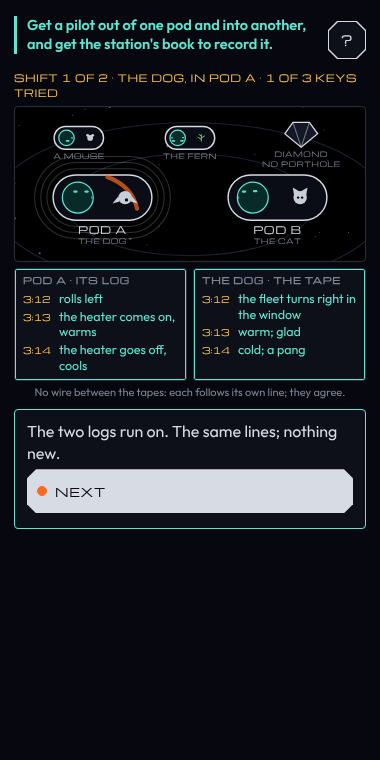 Get a pilot out of one pod and into another,
and get the station's book to record it.
?
SHIFT 1 OF 2 · THE DOG, IN POD A · 1 OF 3 KEYS
TRIED
A MOUSE
THE FERN
DIAMOND
NO PORTHOLE
POD A
THE DOG
POD B
THE CAT
POD A · ITS LOG
3:12 rolls left
3:13 the heater comes on,
warms
3:14 the heater goes off,
cools
THE DOG · THE TAPE
3:12 the fleet turns right in
the window
3:13 warm; glad
3:14 cold; a pang
No wire between the tapes: each follows its own line; they agree.
The two logs run on. The same lines; nothing
new.
NEXT